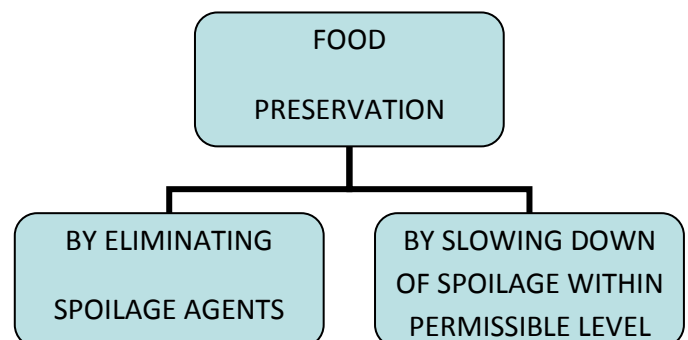 FOOD
PRESERVATION
BY ELIMINATING
SPOILAGE AGENTS
BY SLOWING DOWN
OF SPOILAGE WITHIN
PERMISSIBLE LEVEL